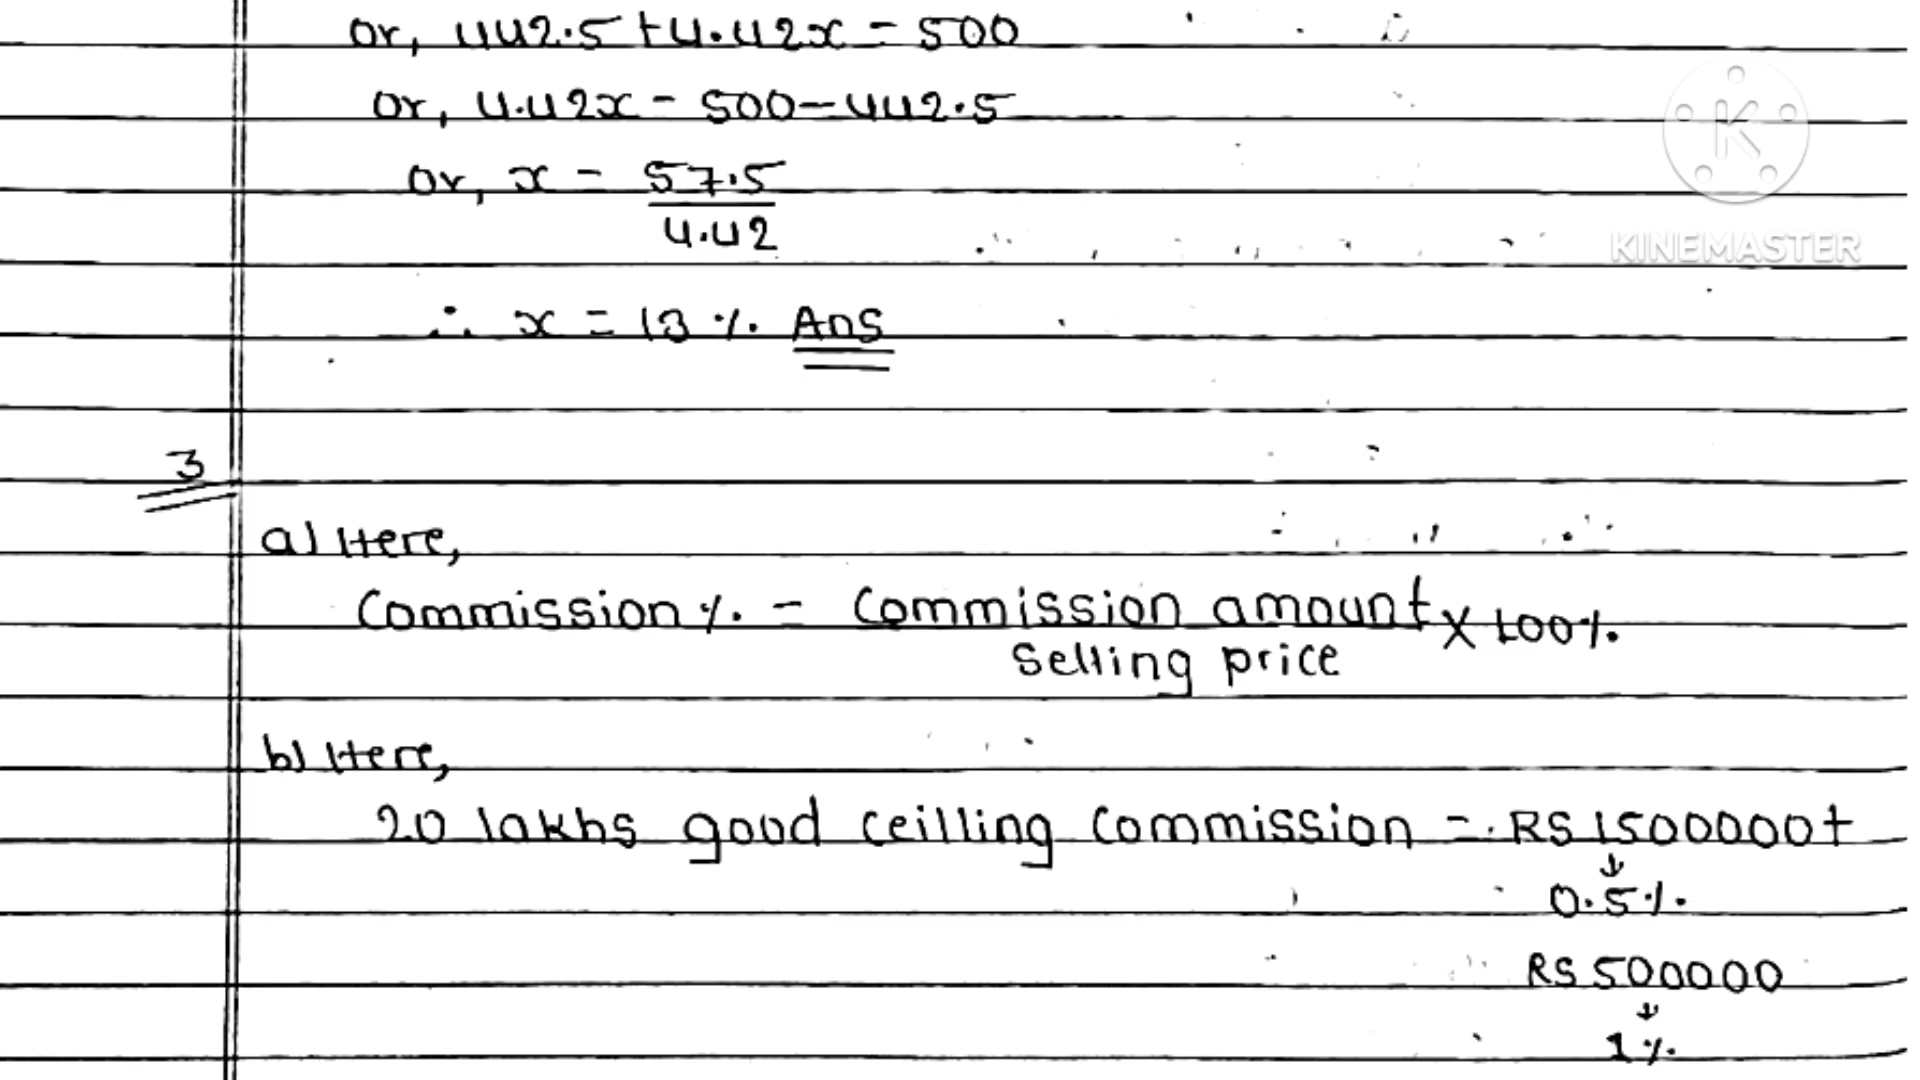 or, 442.5 + 4.42x = 500
or, 4.42x = 500 - 442.5
or, x = 57.5
4.42
∴ x = 13 % Ans
3
a) Here,
Commission % = Commission amount × 100%
Selling price
b) Here,
20 lakhs good ceilling commission = RS 1500000 +
↓
0.5%
RS 500000
↓
1%
K
KINEMASTER